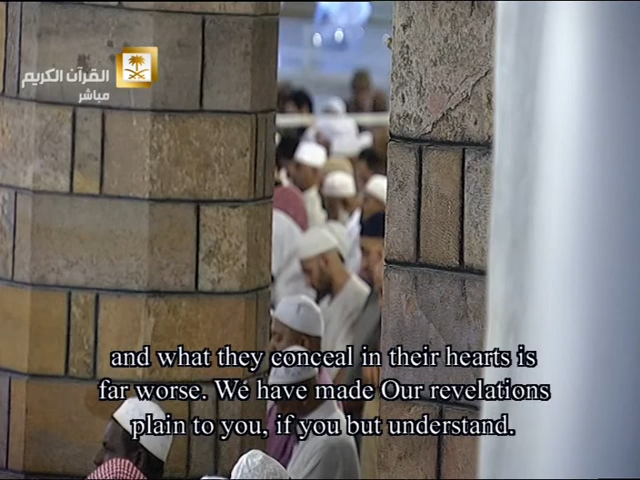 القرآن الكريم
مباشر
and what they conceal in their hearts is
far worse. We have made Our revelations
plain to you, if you but understand.